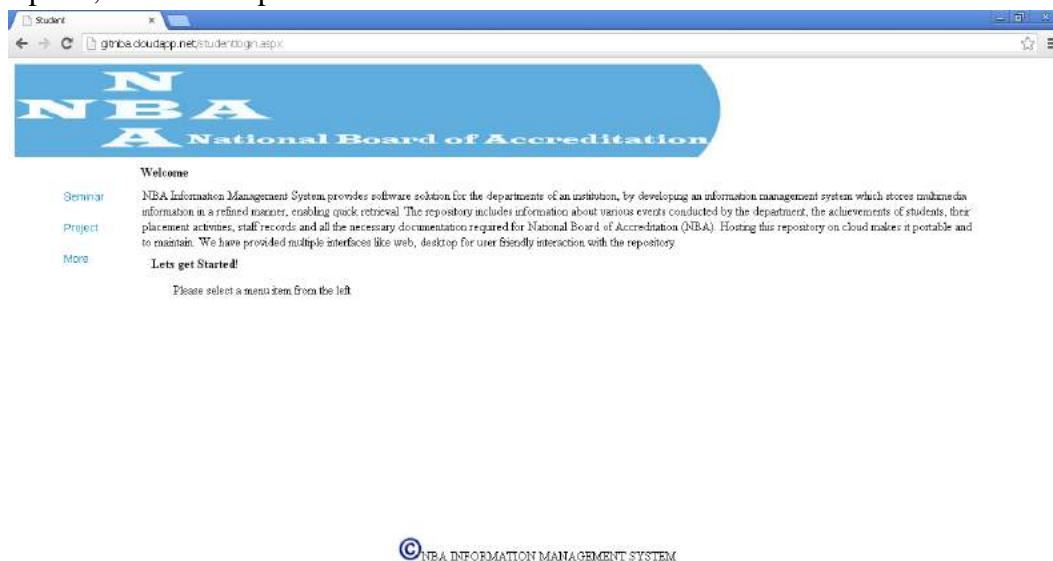 Student
gitnba.cloudapp.net/studentlogin.aspx
N
NBA
A National Board of Accreditation
Welcome
Seminar
Project
More
NBA Information Management System provides software solution for the departments of an institution, by developing an information management system which stores multimedia
information in a refined manner, enabling quick retrieval. The repository includes information about various events conducted by the department, the achievements of students, their
placement activities, staff records and all the necessary documentation required for National Board of Accreditation (NBA). Hosting this repository on cloud makes it portable and
to maintain. We have provided multiple interfaces like web, desktop for user friendly interaction with the repository.
Lets get Started!
Please select a menu item from the left
©NBA INFORMATION MANAGEMENT SYSTEM